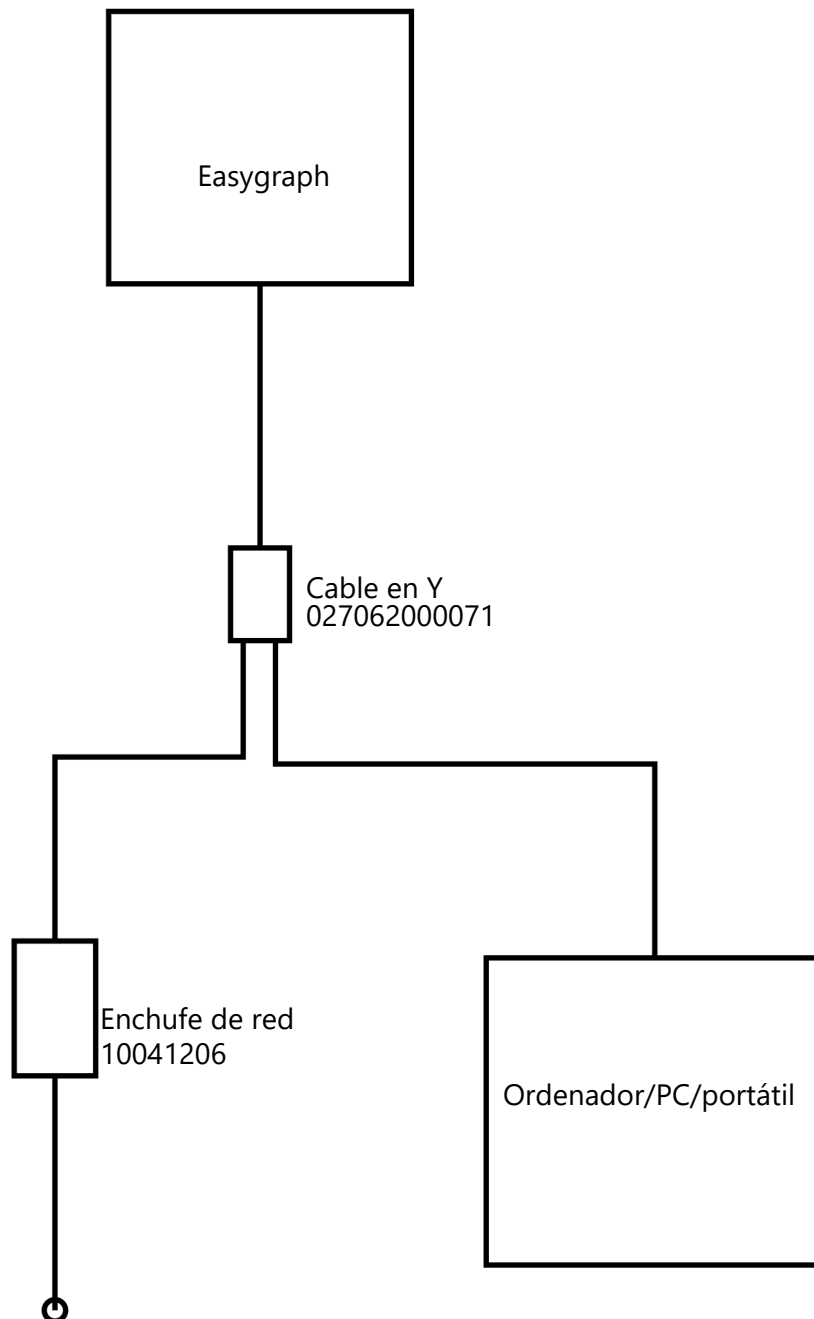 Easygraph
Cable en Y
027062000071
Enchufe de red
10041206
Ordenador/PC/portátil